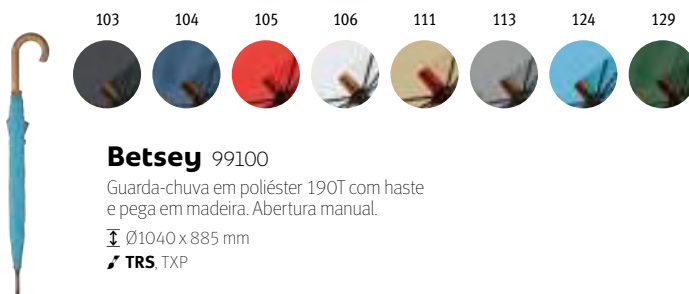 103 104 105 106 111 113 124 129
Betsey 99100
Guarda-chuva em poliéster 190T com haste
e pega em madeira. Abertura manual.
Ø1040 x 885 mm
TRS, TXP